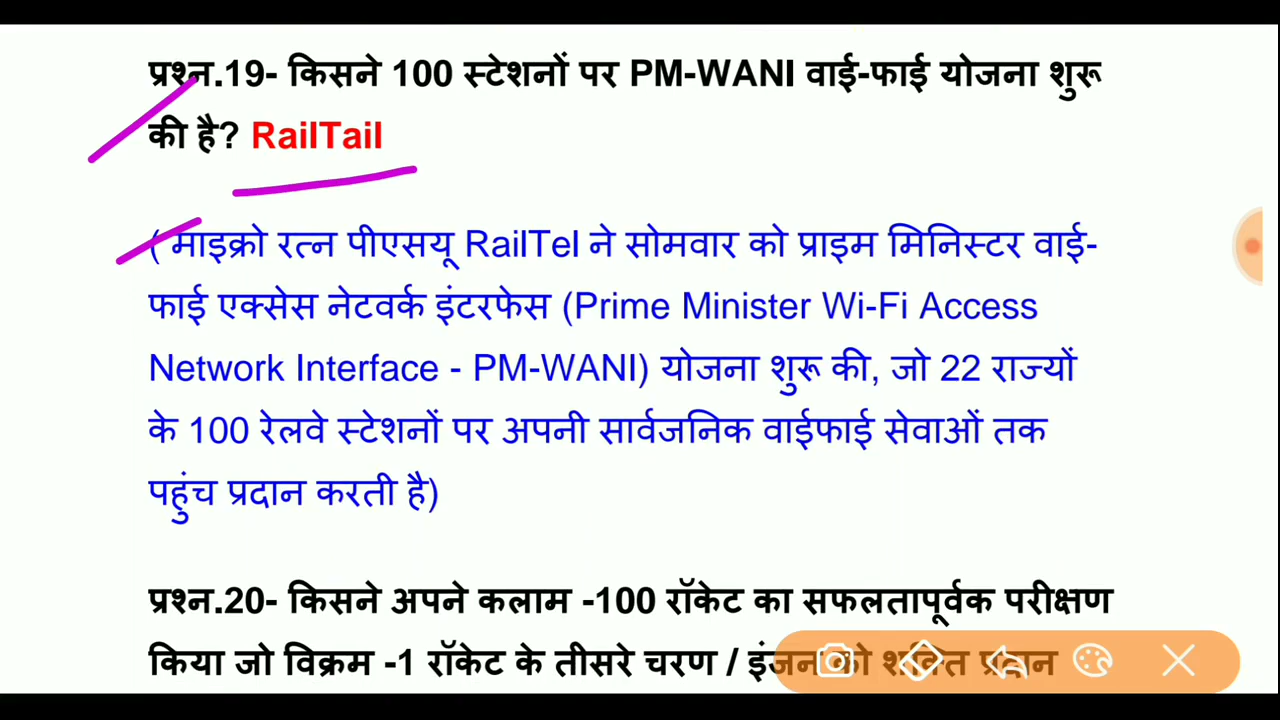 प्रश्न.19- किसने 100 स्टेशनों पर PM-WANI वाई-फाई योजना शुरू
की है? RailTail
( माइक्रो रत्न पीएसयू RailTel ने सोमवार को प्राइम मिनिस्टर वाई-
फाई एक्सेस नेटवर्क इंटरफेस (Prime Minister Wi-Fi Access
Network Interface - PM-WANI) योजना शुरू की, जो 22 राज्यों
के 100 रेलवे स्टेशनों पर अपनी सार्वजनिक वाईफाई सेवाओं तक
पहुंच प्रदान करती है)
प्रश्न.20- किसने अपने कलाम -100 रॉकेट का सफलतापूर्वक परीक्षण
किया जो विक्रम -1 रॉकेट के तीसरे चरण / इंजन को शक्ति प्रदान